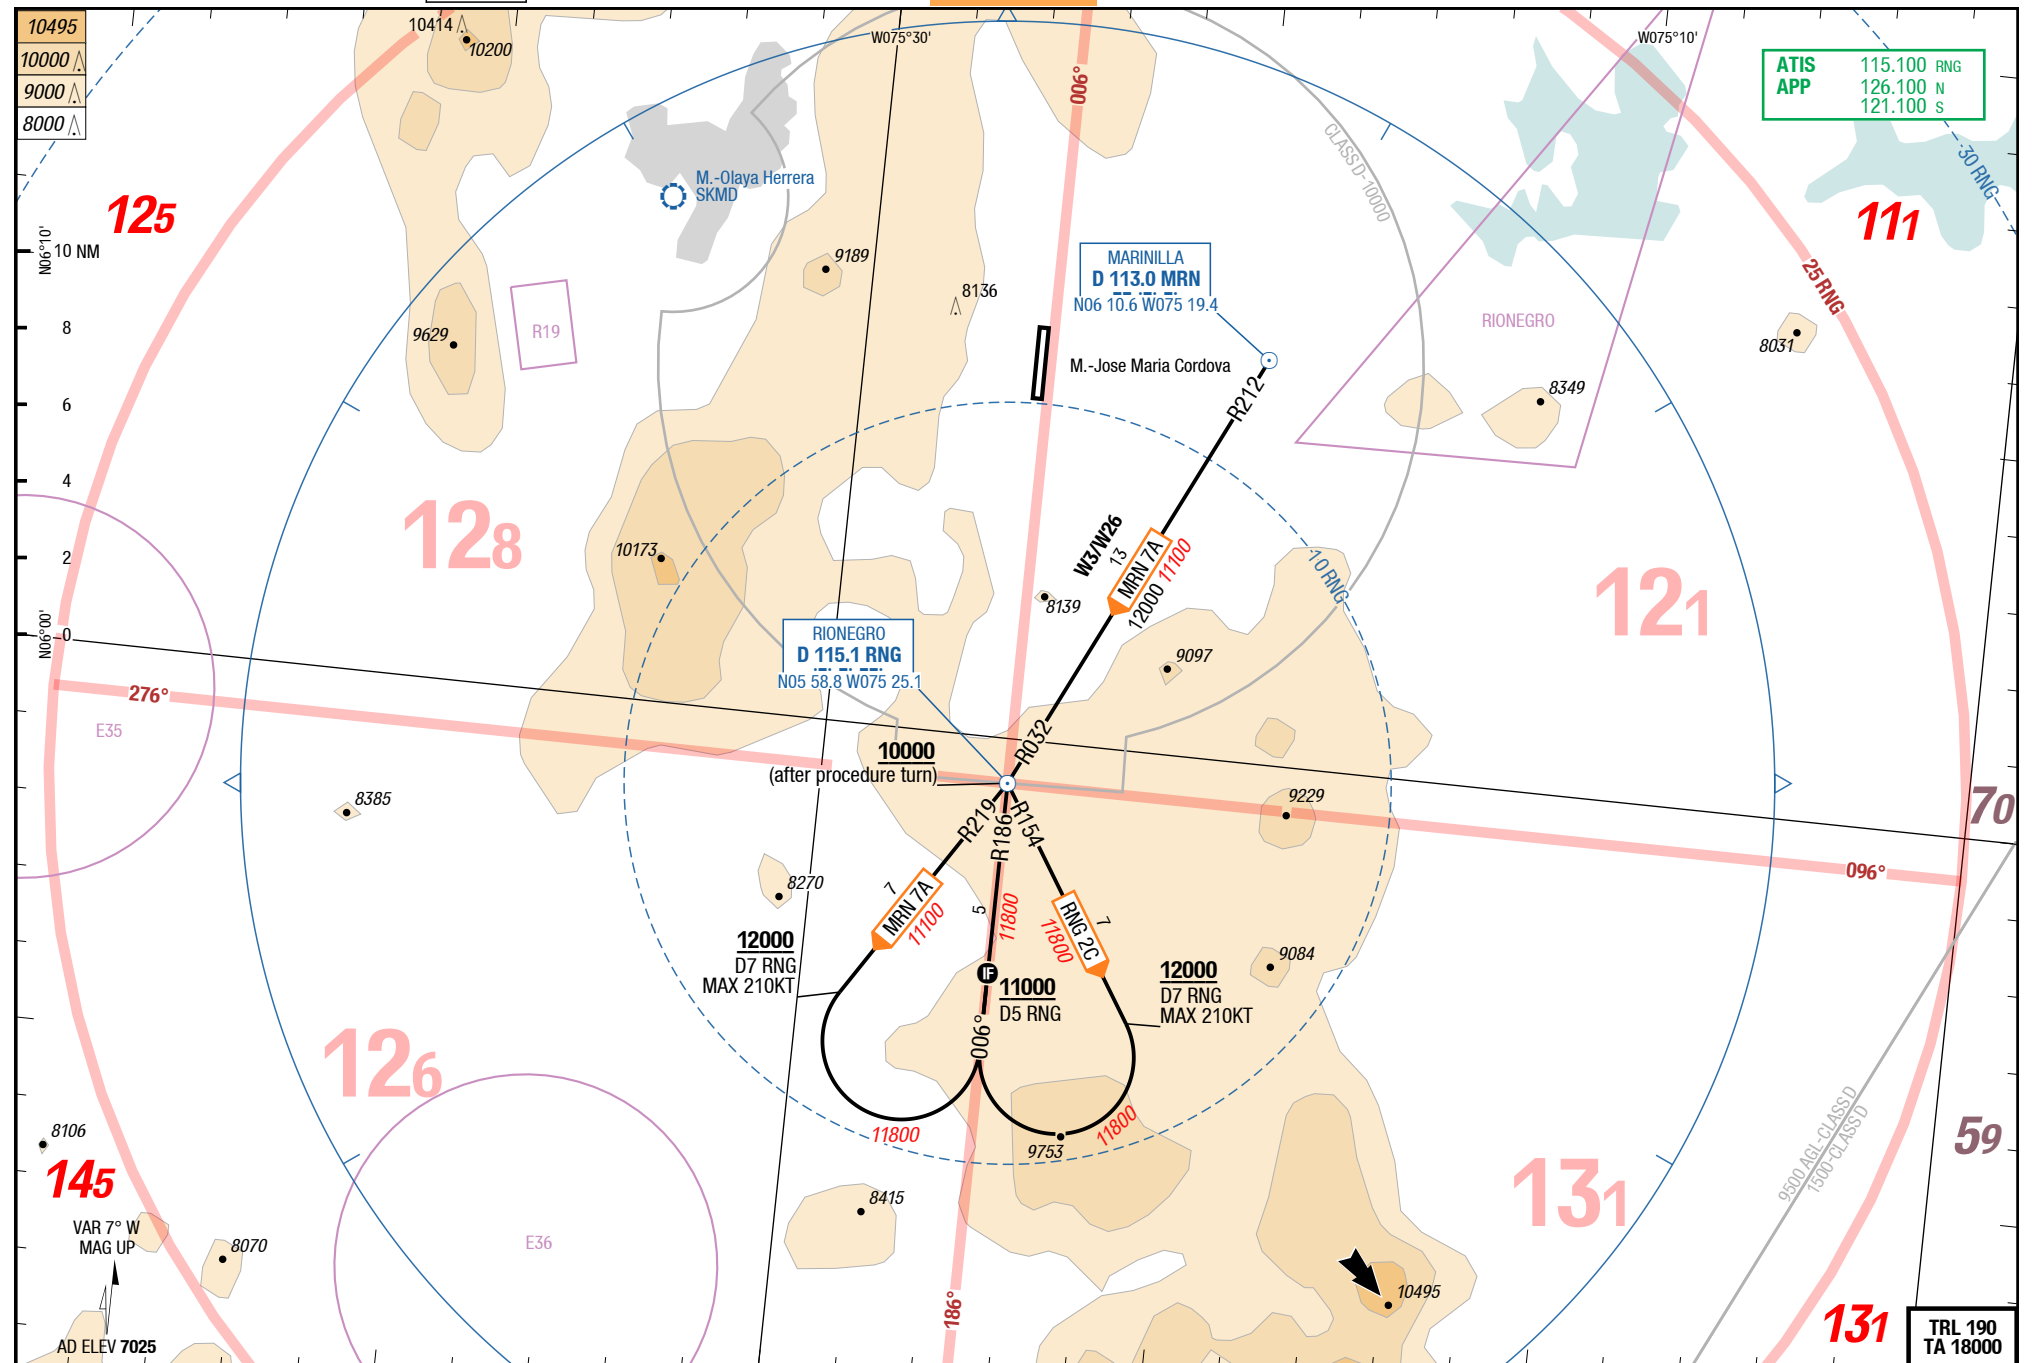 10495
10000
9000
8000
10414
10200
W075°30'
W075°10'
006°
ATIS 115.100 RNG
APP 126.100 N
121.100 S
CLASS D-10000
30 RNG
M.-Olaya Herrera
SKMD
125
111
N06°10'
10 NM
8
6
4
2
0
N06°00'
9189
8136
9629
R19
MARINILLA
D 113.0 MRN
N06 10.6 W075 19.4
RIONEGRO
25 RNG
8031
M.-Jose Maria Cordova
8349
R212
128
10173
W3/W26
13
MRN 7A
11100
12000
10 RNG
8139
121
RIONEGRO
D 115.1 RNG
N05 58.8 W075 25.1
9097
276°
E35
R032
10000
(after procedure turn)
8385
9229
70
R219
R186
R154
096°
8270
7
MRN 7A
11100
5
11800
7
RNG 2C
11800
12000
D7 RNG
MAX 210KT
9084
12000
D7 RNG
MAX 210KT
IF
11000
D5 RNG
006°
126
8106
145
11800
9753
11800
9500 AGL-CLASS D
1500-CLASS D
59
131
8415
VAR 7° W
MAG UP
8070
E36
10495
186°
131
AD ELEV 7025
TRL 190
TA 18000